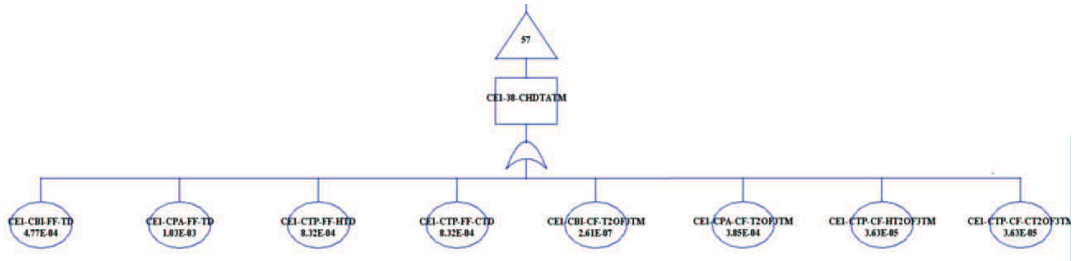 57
CE1-38-CHDTATM
CE1-CBI-FF-TD
4.77E-04
CE1-CPA-FF-TD
1.03E-03
CE1-CTP-FF-HTD
8.32E-04
CE1-CTP-FF-CTD
8.32E-04
CE1-CBI-CF-T2OF3TM
2.61E-07
CE1-CPA-CF-T2OF3TM
3.85E-04
CE1-CTP-CF-HT2OF3TM
3.63E-05
CE1-CTP-CF-CT2OF3TM
3.63E-05